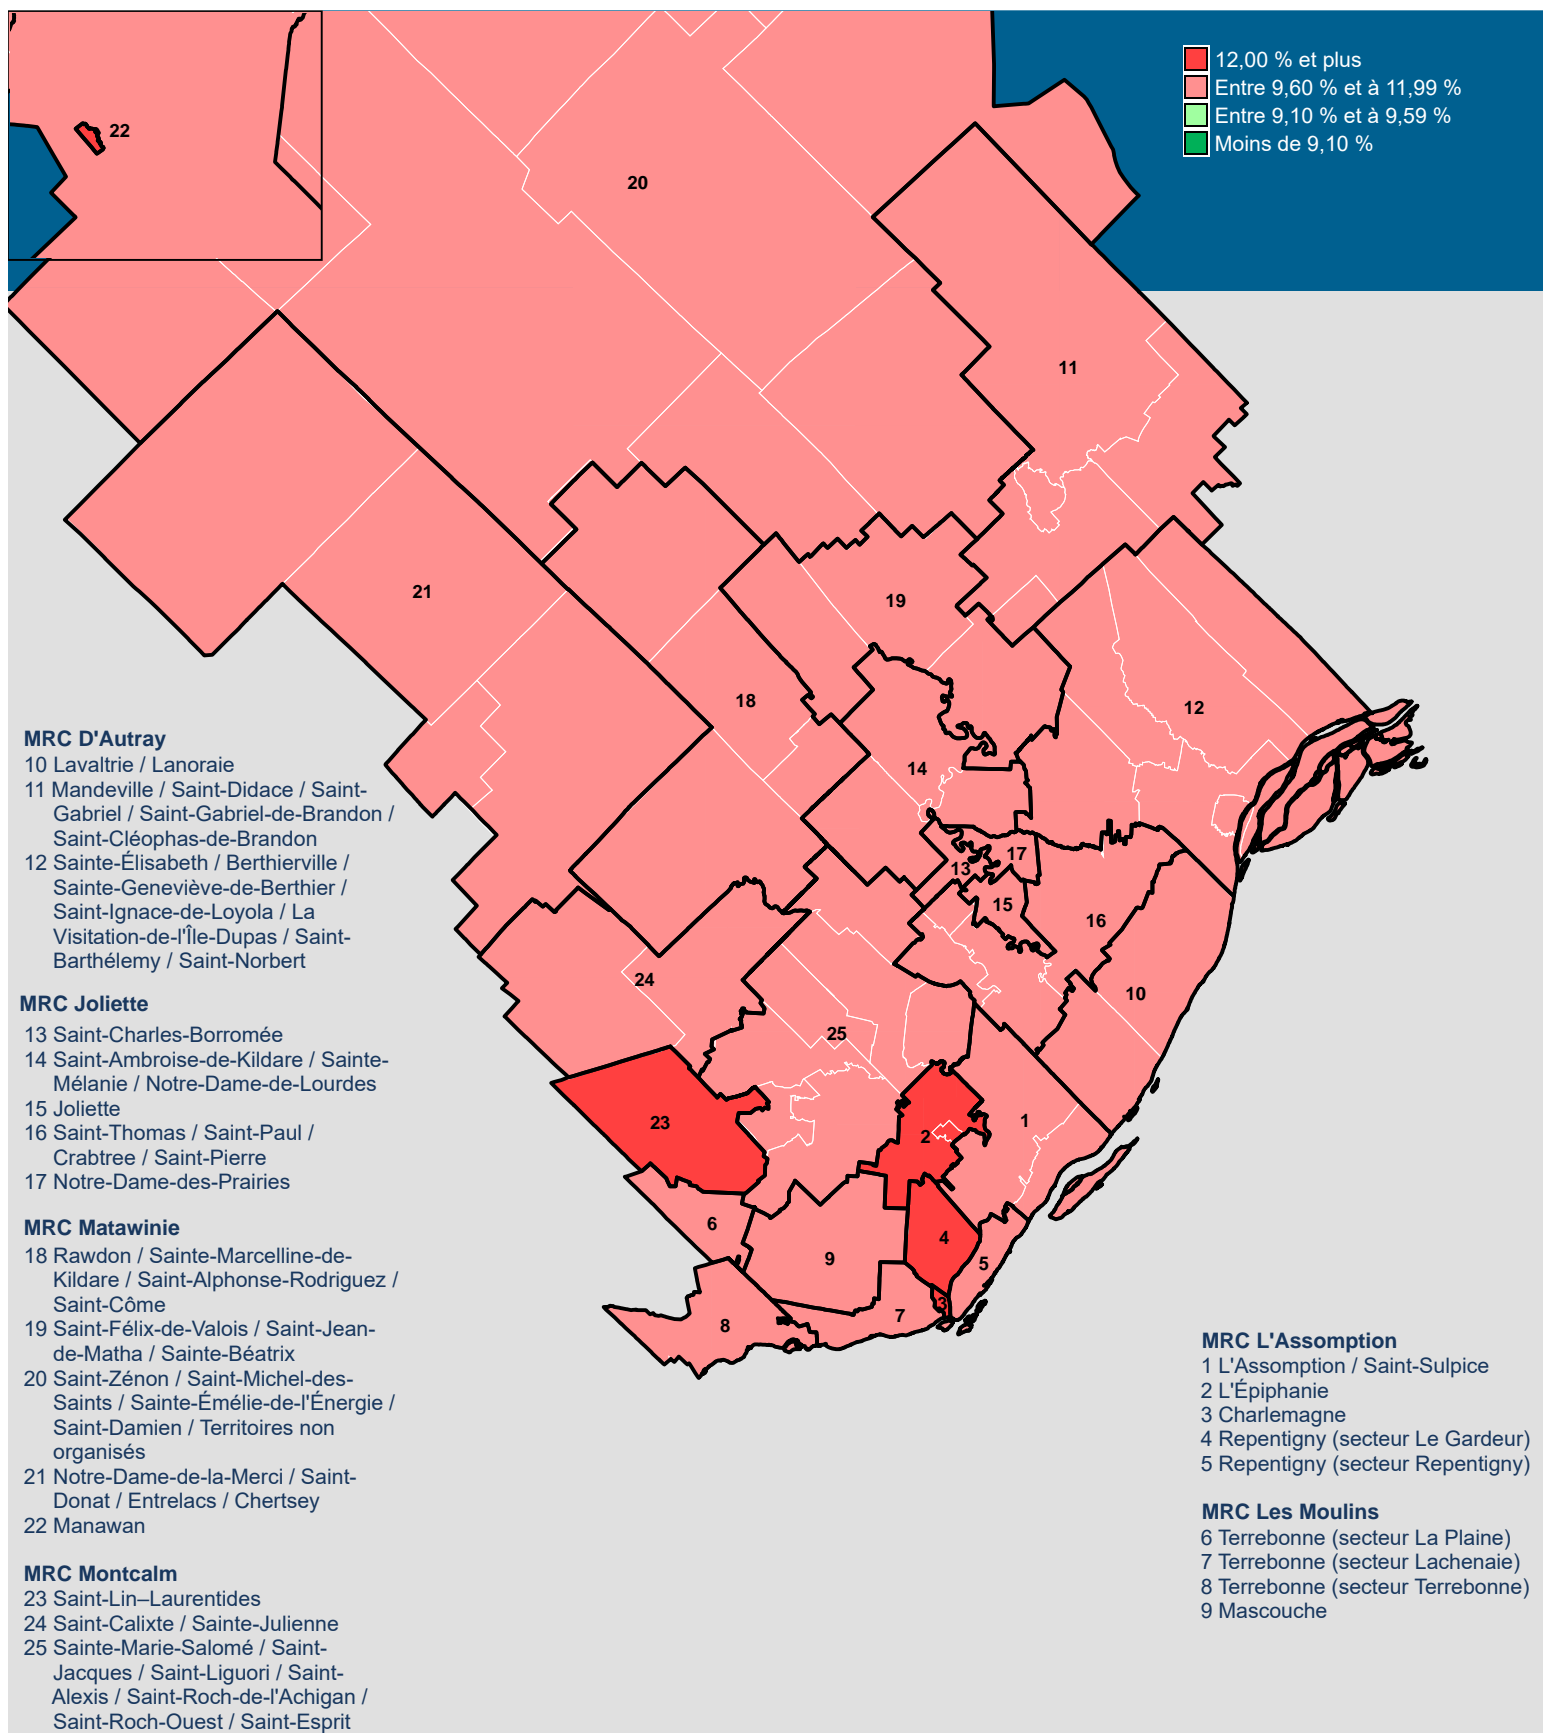 12,00 % et plus
Entre 9,60 % et à 11,99 %
Entre 9,10 % et à 9,59 %
Moins de 9,10 %
22
20
11
21
19
18
12
14
17
13
15
16
24
10
25
23
2
1
6
4
9
5
3
7
8
MRC D'Autray
10 Lavaltrie / Lanoraie
11 Mandeville / Saint-Didace / Saint-
Gabriel / Saint-Gabriel-de-Brandon /
Saint-Cléophas-de-Brandon
12 Sainte-Élisabeth / Berthierville /
Sainte-Geneviève-de-Berthier /
Saint-Ignace-de-Loyola / La
Visitation-de-l'Île-Dupas / Saint-
Barthélemy / Saint-Norbert
MRC Joliette
13 Saint-Charles-Borromée
14 Saint-Ambroise-de-Kildare / Sainte-
Mélanie / Notre-Dame-de-Lourdes
15 Joliette
16 Saint-Thomas / Saint-Paul /
Crabtree / Saint-Pierre
17 Notre-Dame-des-Prairies
MRC Matawinie
18 Rawdon / Sainte-Marcelline-de-
Kildare / Saint-Alphonse-Rodriguez /
Saint-Côme
19 Saint-Félix-de-Valois / Saint-Jean-
de-Matha / Sainte-Béatrix
20 Saint-Zénon / Saint-Michel-des-
Saints / Sainte-Émélie-de-l'Énergie /
Saint-Damien / Territoires non
organisés
21 Notre-Dame-de-la-Merci / Saint-
Donat / Entrelacs / Chertsey
22 Manawan
MRC Montcalm
23 Saint-Lin–Laurentides
24 Saint-Calixte / Sainte-Julienne
25 Sainte-Marie-Salomé / Saint-
Jacques / Saint-Liguori / Saint-
Alexis / Saint-Roch-de-l'Achigan /
Saint-Roch-Ouest / Saint-Esprit
MRC L'Assomption
1 L'Assomption / Saint-Sulpice
2 L'Épiphanie
3 Charlemagne
4 Repentigny (secteur Le Gardeur)
5 Repentigny (secteur Repentigny)
MRC Les Moulins
6 Terrebonne (secteur La Plaine)
7 Terrebonne (secteur Lachenaie)
8 Terrebonne (secteur Terrebonne)
9 Mascouche